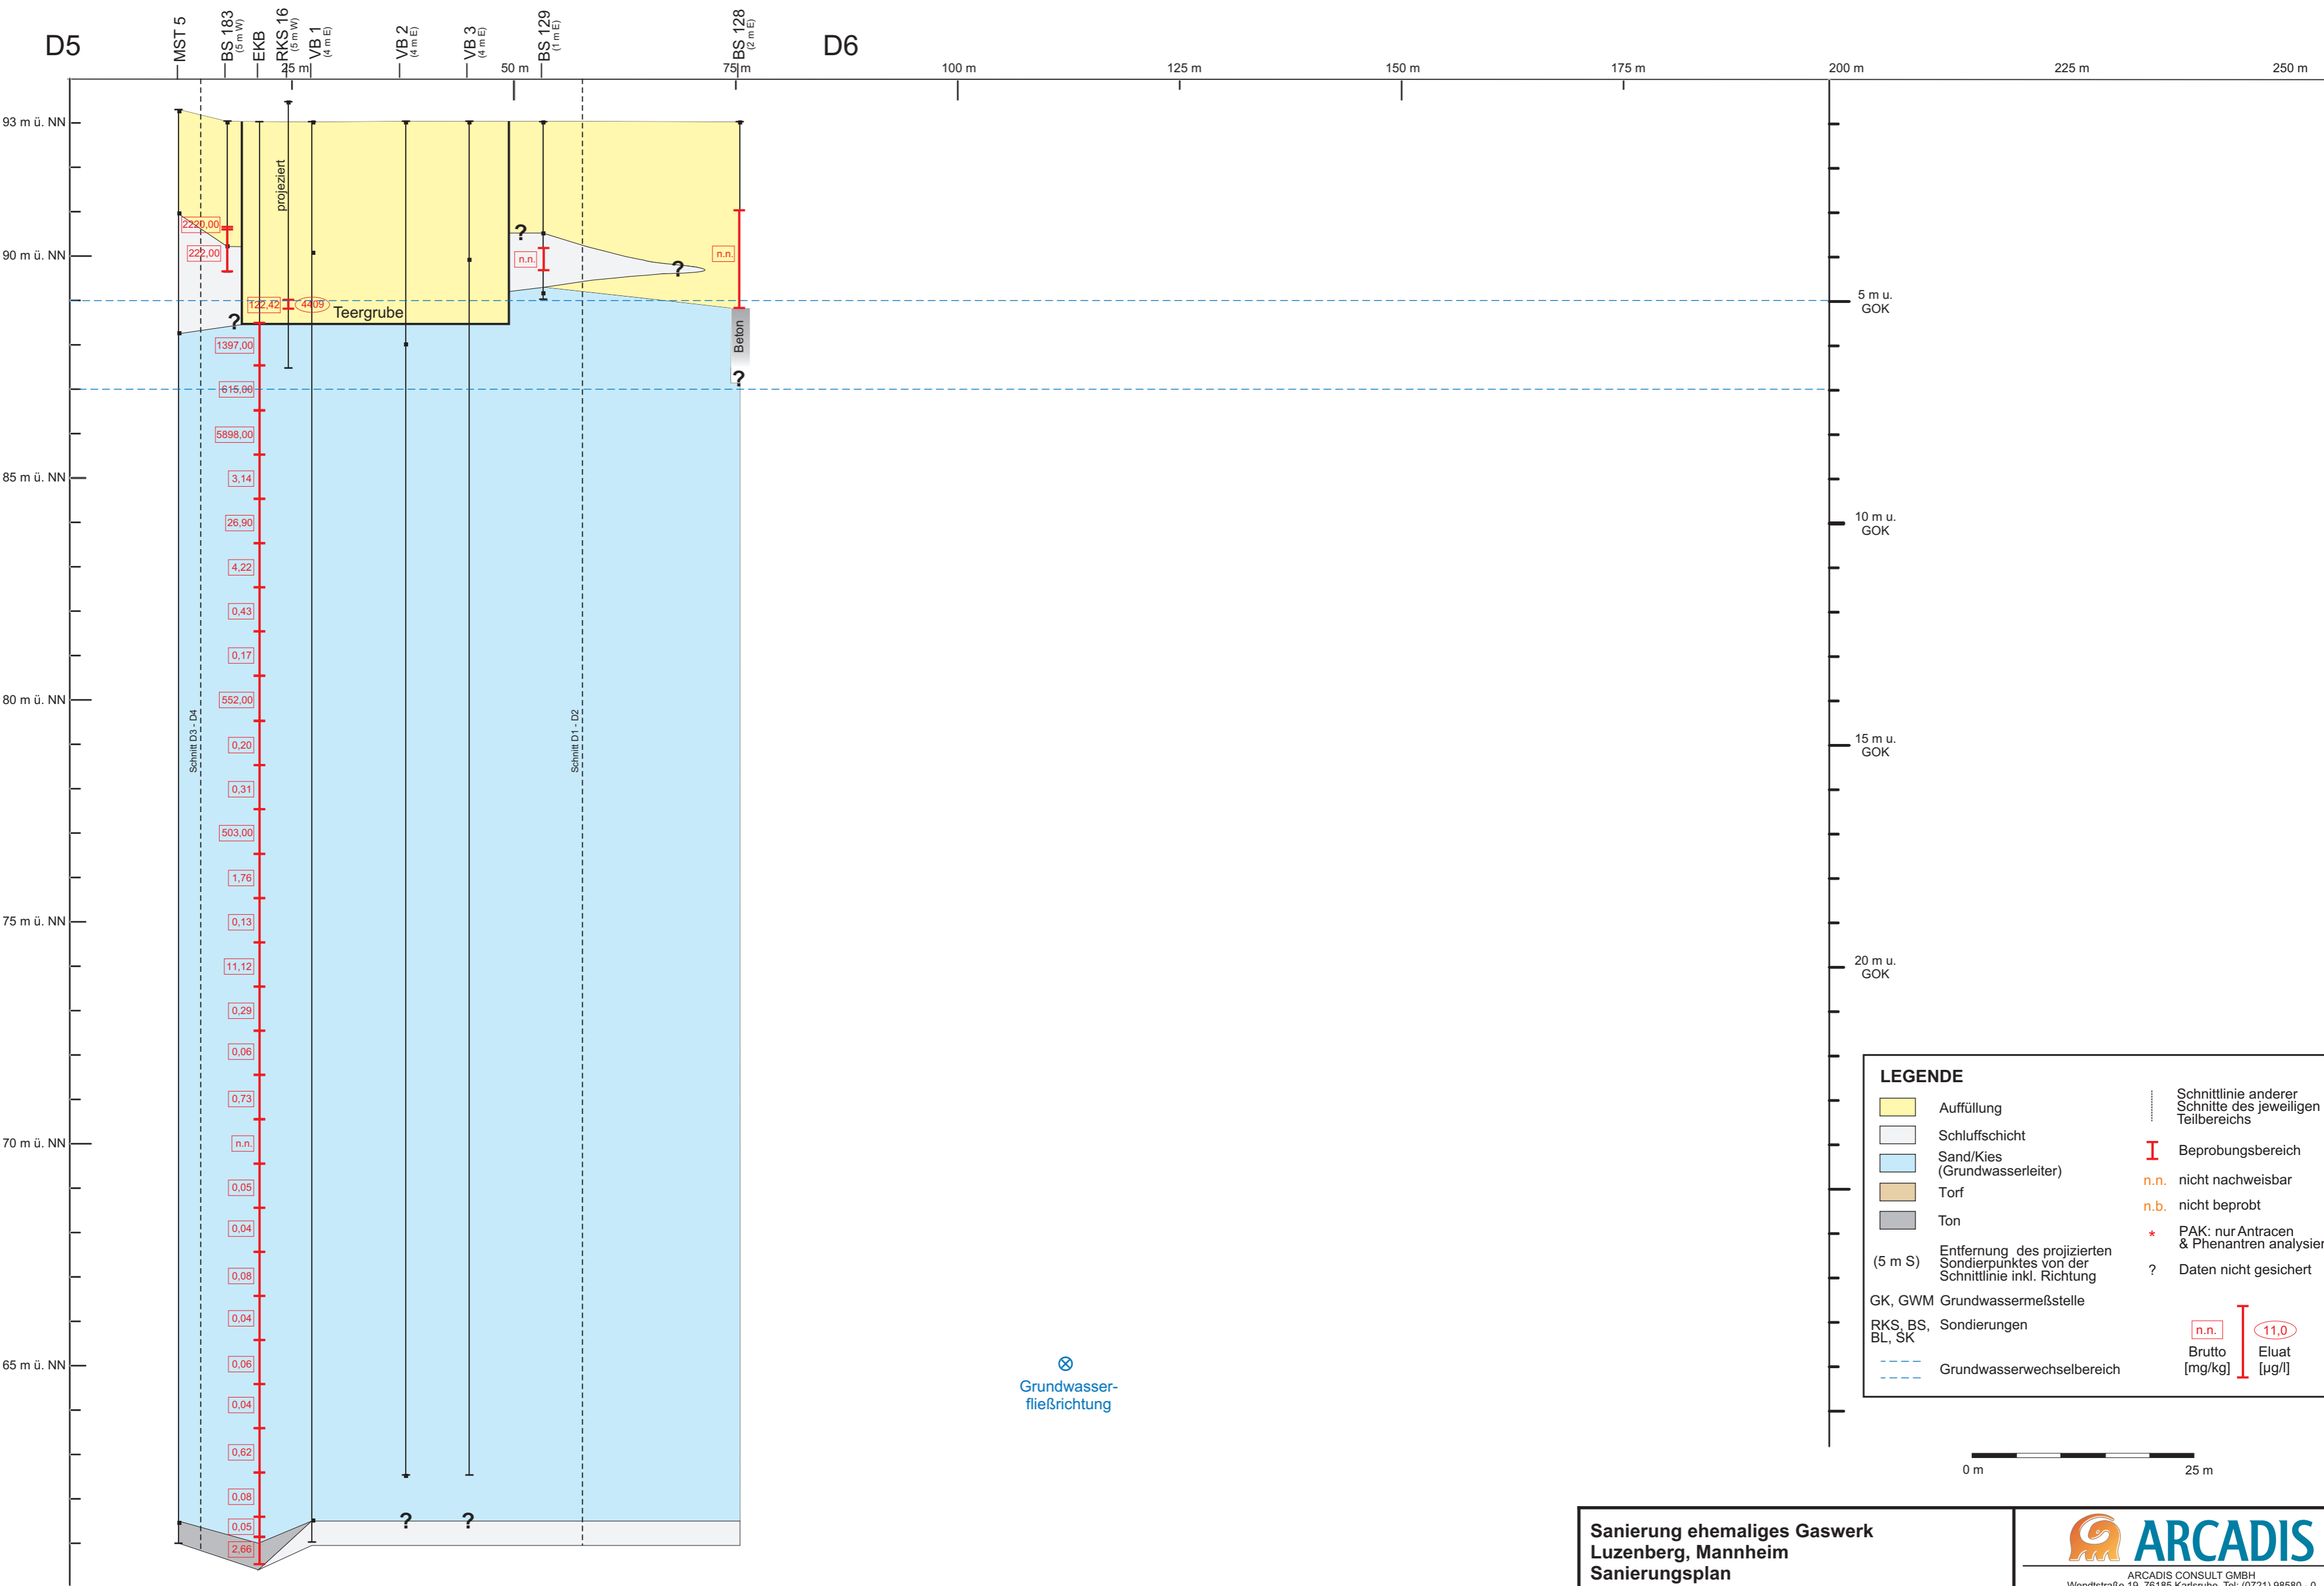 D5
MST 5
BS 183
(5 m W)
EKB
RKS 16
(5 m W)
VB 1
(4 m E)
VB 2
(4 m E)
VB 3
(4 m E)
BS 129
(1 m E)
BS 128
(2 m E)
D6
25 m
50 m
75 m
100 m
125 m
150 m
175 m
200 m
225 m
250 m
93 m ü. NN
90 m ü. NN
85 m ü. NN
80 m ü. NN
75 m ü. NN
70 m ü. NN
65 m ü. NN
projeziert
2220,00
222,00
?
n.n.
?
n.n.
122,42
4409
Teergrube
?
Beton
?
1397,00
615,00
5898,00
3,14
26,90
4,22
0,43
0,17
552,00
0,20
0,31
503,00
1,76
0,13
11,12
0,29
0,06
0,73
n.n.
0,05
0,04
0,08
0,04
0,06
0,04
0,62
0,08
0,05
2,66
Schnitt D3 - D4
Schnitt D1 - D2
?
?
5 m u.
GOK
10 m u.
GOK
15 m u.
GOK
20 m u.
GOK
Grundwasser-
fließrichtung
LEGENDE
Auffüllung
Schluffschicht
Sand/Kies
(Grundwasserleiter)
Torf
Ton
(5 m S)
Entfernung des projizierten
Sondierpunktes von der
Schnittlinie inkl. Richtung
GK, GWM Grundwassermeßstelle
RKS, BS, Sondierungen
BL, SK
Grundwasserwechselbereich
Schnittlinie anderer
Schnitte des jeweiligen
Teilbereichs
Beprobungsbereich
n.n. nicht nachweisbar
n.b. nicht beprobt
* PAK: nur Antracen
& Phenantren analysier
? Daten nicht gesichert
n.n.
11,0
Brutto
[mg/kg]
Eluat
[µg/l]
0 m
25 m
Sanierung ehemaliges Gaswerk
Luzenberg, Mannheim
Sanierungsplan
ARCADIS
ARCADIS CONSULT GMBH
Wendtstraße 19, 76185 Karlsruhe, Tel: (0721) 98580 - 0